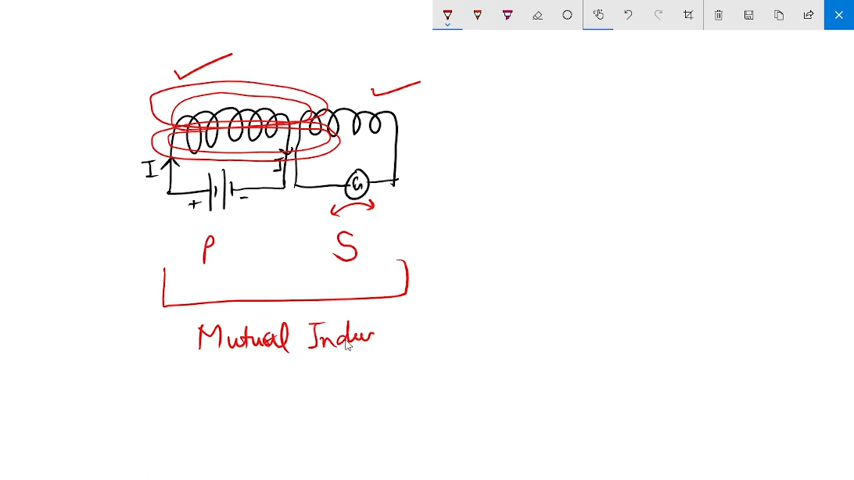 I I
+ - G
P S
Mutual Indu